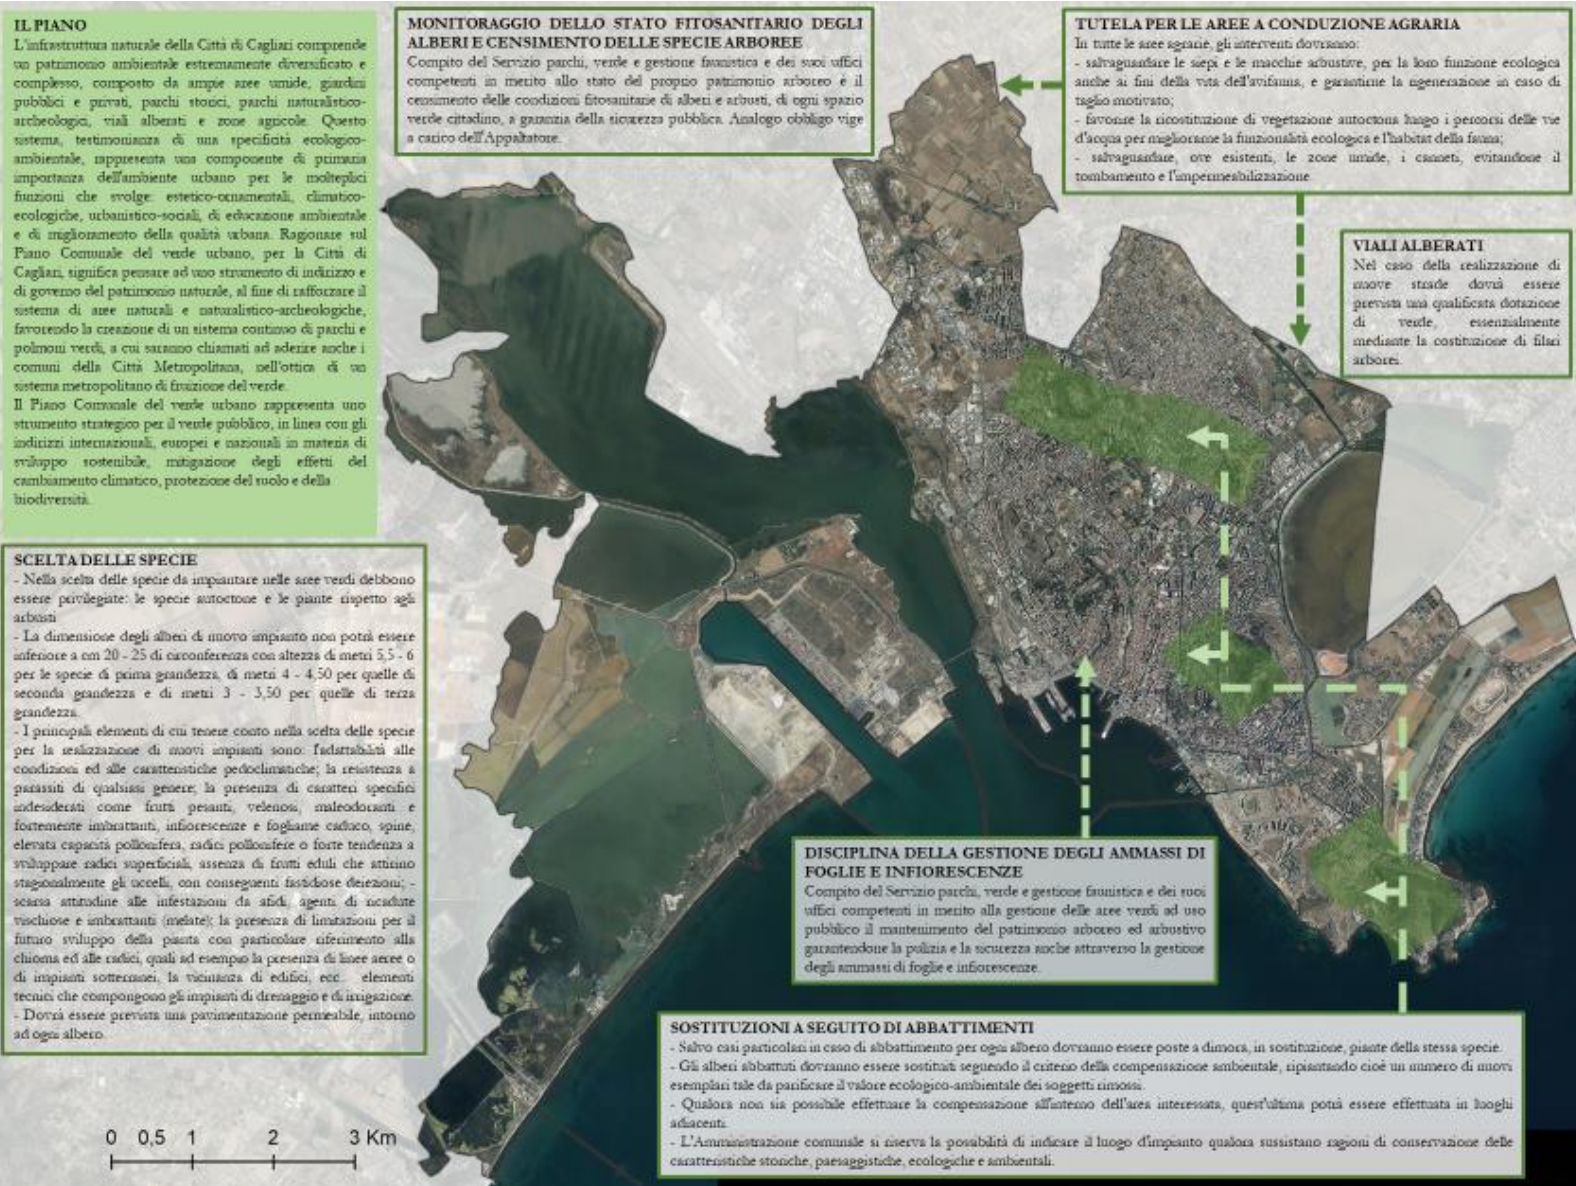 IL PIANO
L'infrastruttura naturale della Città di Cagliari comprende
un patrimonio ambientale estremamente diversificato e
complesso, composto da ampie aree umide, giardini
pubblici e privati, parchi storici, parchi naturalistico-
archeologici, viali alberati e zone agricole. Questo
sistema, testimonianza di una specificità ecologico-
ambientale, rappresenta una componente di primaria
importanza dell'ambiente urbano per le molteplici
funzioni che svolge: estetico-ornamentali, climatico-
ecologiche, urbanistico-sociali, di educazione ambientale
e di miglioramento della qualità urbana. Ragionare sul
Piano Comunale del verde urbano, per la Città di
Cagliari, significa pensare ad uno strumento di indirizzo e
di governo del patrimonio naturale, al fine di rafforzare il
sistema di aree naturali e naturalistico-archeologiche,
favorendo la creazione di un sistema continuo di parchi e
polmoni verdi, a cui saranno chiamati ad aderire anche i
comuni della Città Metropolitana, nell'ottica di un
sistema metropolitano di fruizione del verde.
Il Piano Comunale del verde urbano rappresenta uno
strumento strategico per il verde pubblico, in linea con gli
indirizzi internazionali, europei e nazionali in materia di
sviluppo sostenibile, mitigazione degli effetti del
cambiamento climatico, protezione del suolo e della
biodiversità.
MONITORAGGIO DELLO STATO FITOSANITARIO DEGLI
ALBERI E CENSIMENTO DELLE SPECIE ARBOREE
Compito del Servizio parchi, verde e gestione faunistica e dei suoi uffici
competenti in merito allo stato del proprio patrimonio arboreo è il
censimento delle condizioni fitosanitarie di alberi e arbusti, di ogni spazio
verde cittadino, a garanzia della sicurezza pubblica. Analogo obbligo vige
a carico dell'Appaltatore.
TUTELA PER LE AREE A CONDUZIONE AGRARIA
In tutte le aree agrarie, gli interventi dovranno:
- salvaguardare le siepi e le macchie arbustive, per la loro funzione ecologica
anche ai fini della vita dell'avifauna, e garantirne la rigenerazione in caso di
taglio motivato;
- favorire la ricostituzione di vegetazione autoctona lungo i percorsi delle vie
d'acqua per migliorarne la funzionalità ecologica e l'habitat della fauna;
- salvaguardare, ove esistenti, le zone umide, i canneti, evitandone il
tombamento e l'impermeabilizzazione.
VIALI ALBERATI
Nel caso della realizzazione di
nuove strade dovrà essere
prevista una qualificata dotazione
di verde, essenzialmente
mediante la costituzione di filari
arborei.
SCELTA DELLE SPECIE
- Nella scelta delle specie da impiantare nelle aree verdi debbono
essere privilegiate: le specie autoctone e le piante rispetto agli
arbusti
- La dimensione degli alberi di nuovo impianto non potrà essere
inferiore a cm 20 - 25 di circonferenza con altezza di metri 5,5 - 6
per le specie di prima grandezza, di metri 4 - 4,50 per quelle di
seconda grandezza e di metri 3 - 3,50 per quelle di terza
grandezza.
- I principali elementi di cui tenere conto nella scelta delle specie
per la realizzazione di nuovi impianti sono: l'adattabilità alle
condizioni ed alle caratteristiche pedoclimatiche; la resistenza a
parassiti di qualsiasi genere; la presenza di caratteri specifici
indesiderati come frutti pesanti, velenosi, maleodoranti e
fortemente imbrattanti, infiorescenze e fogliame caduco, spine,
elevata capacità pollonifera, radici pollonifere o forte tendenza a
sviluppare radici superficiali, assenza di frutti eduli che attirino
stagionalmente gli uccelli, con conseguenti fastidiose deiezioni; -
scarsa attitudine alle infestazioni da afidi, agenti di ricadute
vischiose e imbrattanti (melate); la presenza di limitazioni per il
futuro sviluppo della pianta con particolare riferimento alla
chioma ed alle radici, quali ad esempio la presenza di linee aeree o
di impianti sotterranei, la vicinanza di edifici, ecc.. elementi
tecnici che compongono gli impianti di drenaggio e di irrigazione.
- Dovrà essere prevista una pavimentazione permeabile, intorno
ad ogni albero.
DISCIPLINA DELLA GESTIONE DEGLI AMMASSI DI
FOGLIE E INFIORESCENZE
Compito del Servizio parchi, verde e gestione faunistica e dei suoi
uffici competenti in merito alla gestione delle aree verdi ad uso
pubblico il mantenimento del patrimonio arboreo ed arbustivo
garantendone la pulizia e la sicurezza anche attraverso la gestione
degli ammassi di foglie e infiorescenze.
SOSTITUZIONI A SEGUITO DI ABBATTIMENTI
- Salvo casi particolari in caso di abbattimento per ogni albero dovranno essere poste a dimora, in sostituzione, piante della stessa specie.
- Gli alberi abbattuti dovranno essere sostituiti seguendo il criterio della compensazione ambientale, ripiantando cioè un numero di nuovi
esemplari tale da parificare il valore ecologico-ambientale dei soggetti rimossi.
- Qualora non sia possibile effettuare la compensazione all'interno dell'area interessata, quest'ultima potrà essere effettuata in luoghi
adiacenti.
- L'Amministrazione comunale si riserva la possibilità di indicare il luogo d'impianto qualora sussistano ragioni di conservazione delle
caratteristiche storiche, paesaggistiche, ecologiche e ambientali.
0 0,5 1 2 3 Km